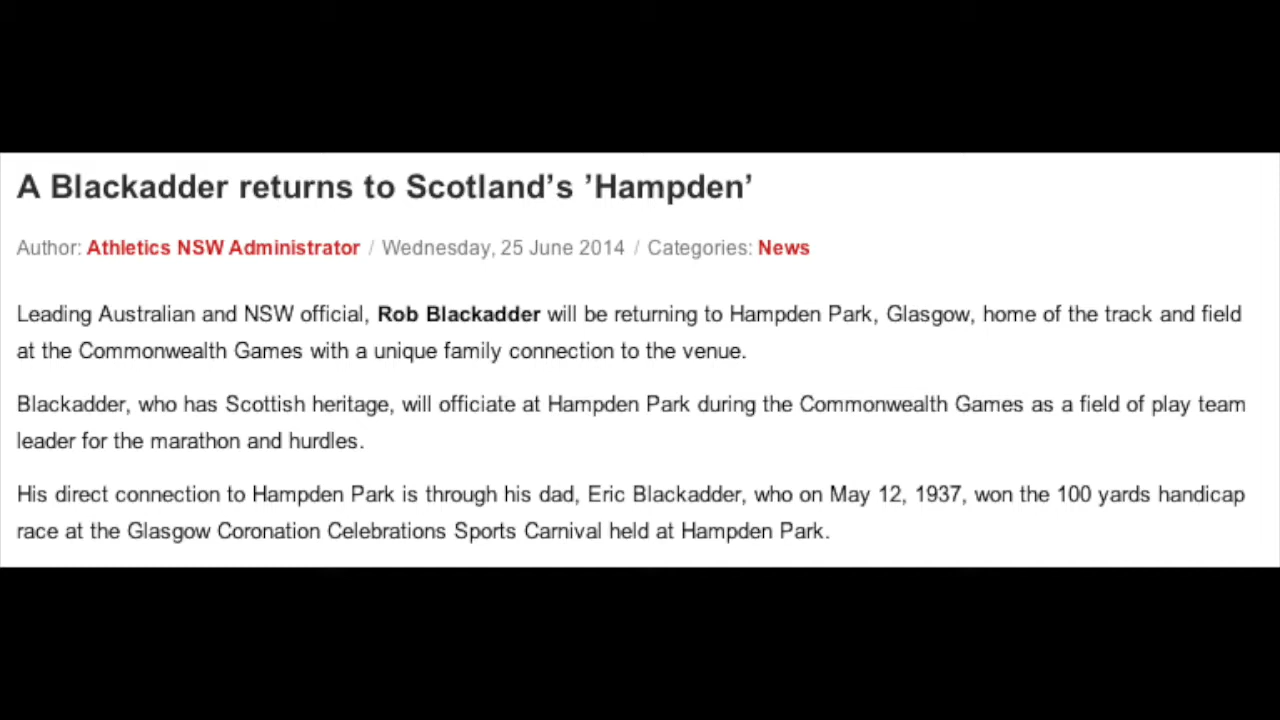 A Blackadder returns to Scotland’s ’Hampden’
Author: Athletics NSW Administrator / Wednesday, 25 June 2014 / Categories: News
Leading Australian and NSW official, Rob Blackadder will be returning to Hampden Park, Glasgow, home of the track and field
at the Commonwealth Games with a unique family connection to the venue.
Blackadder, who has Scottish heritage, will officiate at Hampden Park during the Commonwealth Games as a field of play team
leader for the marathon and hurdles.
His direct connection to Hampden Park is through his dad, Eric Blackadder, who on May 12, 1937, won the 100 yards handicap
race at the Glasgow Coronation Celebrations Sports Carnival held at Hampden Park.